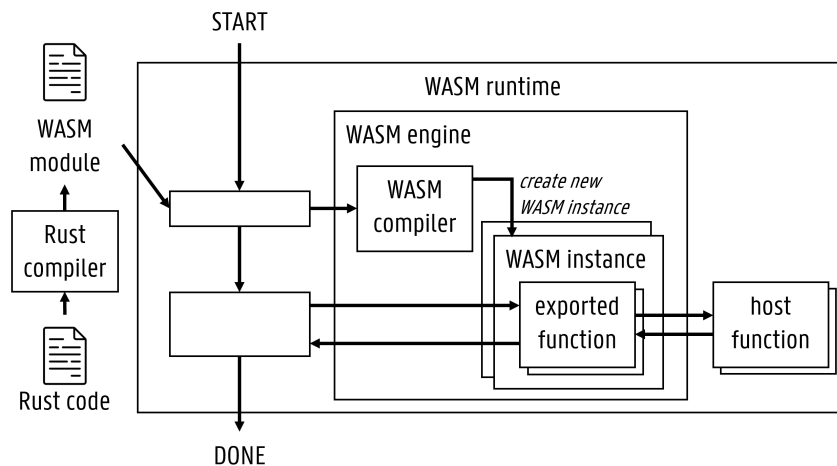 START
WASM runtime
WASM
module
WASM engine
WASM
compiler
create new
WASM instance
Rust
compiler
WASM instance
exported
function
host
function
Rust code
DONE